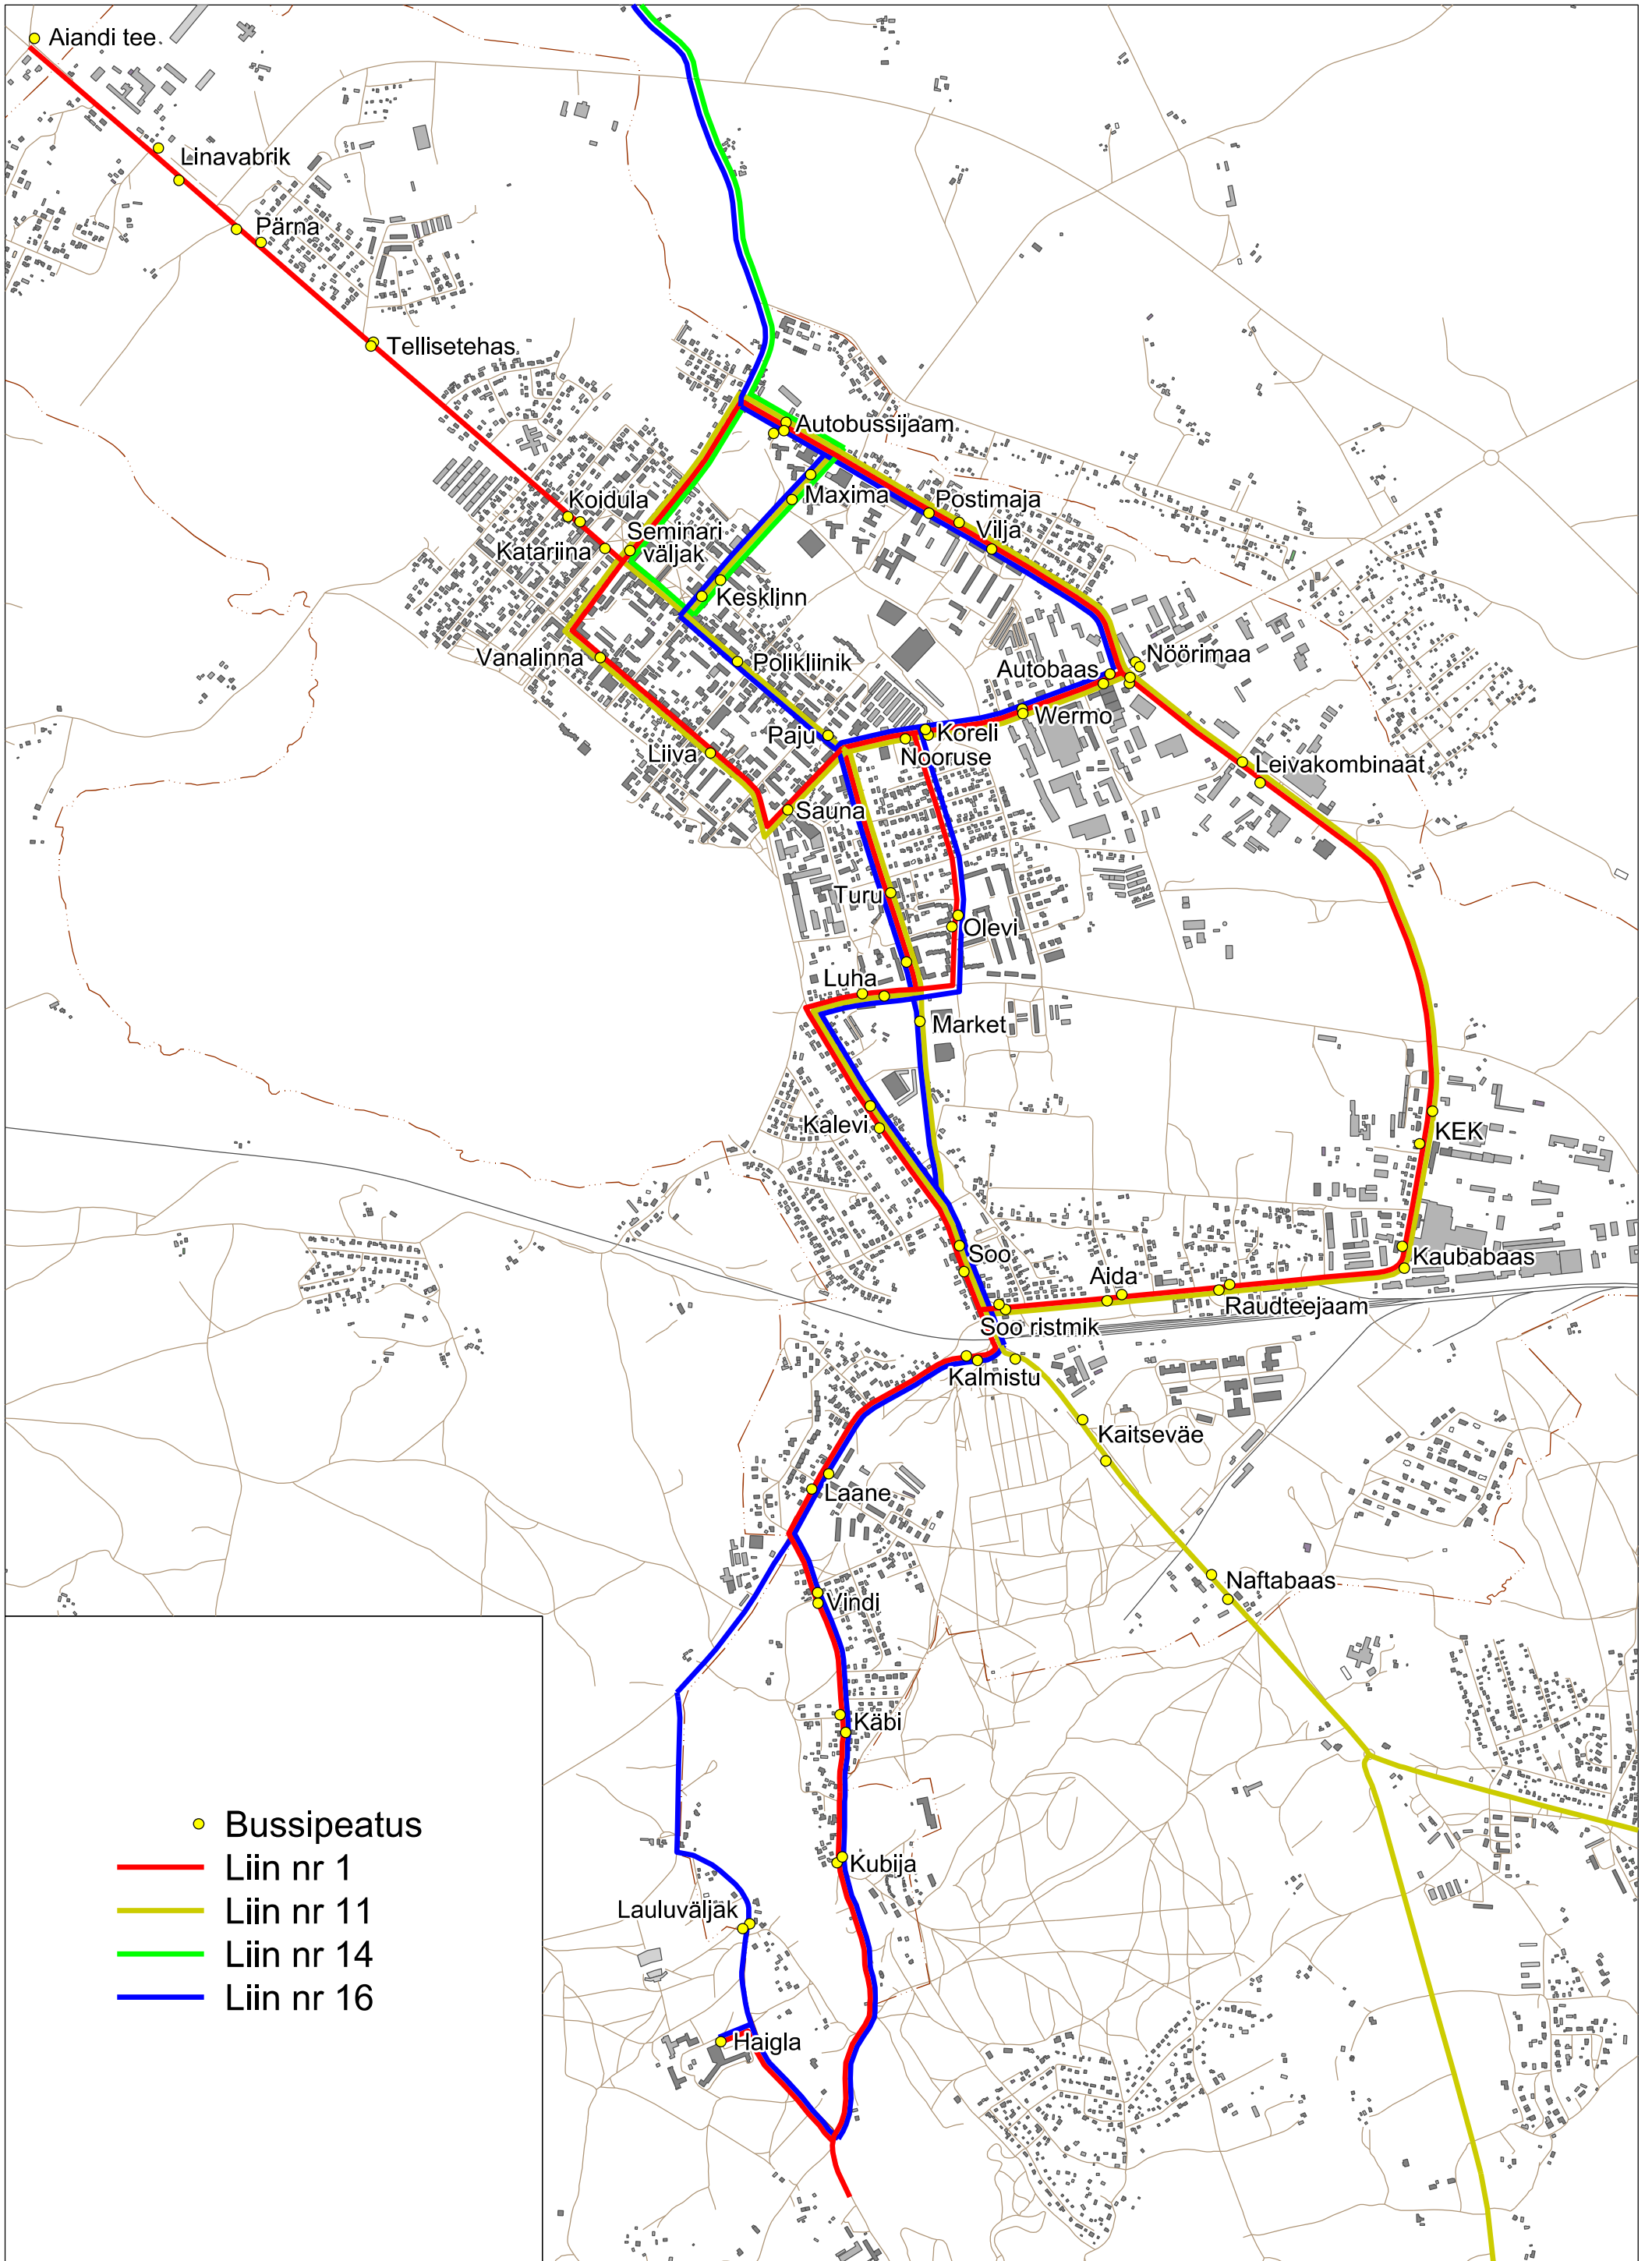 Aiandi tee
Linavabrik
Pärna
Tellisetehas
Autobussijaam
Maxima
Koidula
Postimaja
Seminari
väljak
Vilja
Katariina
Kesklinn
Vanalinna
Polikliinik
Nöörimaa
Autobaas
Wermo
Paju
Koreli
Liiva
Nooruse
Leivakombinaat
Sauna
Turu
Olevi
Luha
Market
Kalevi
KEK
Soo
Kaubabaas
Aida
Raudteejaam
Soo ristmik
Kalmistu
Kaitseväe
Laane
Naftabaas
Vindi
Käbi
Kubija
Lauluväljak
Haigla
Bussipeatus
Liin nr 1
Liin nr 11
Liin nr 14
Liin nr 16